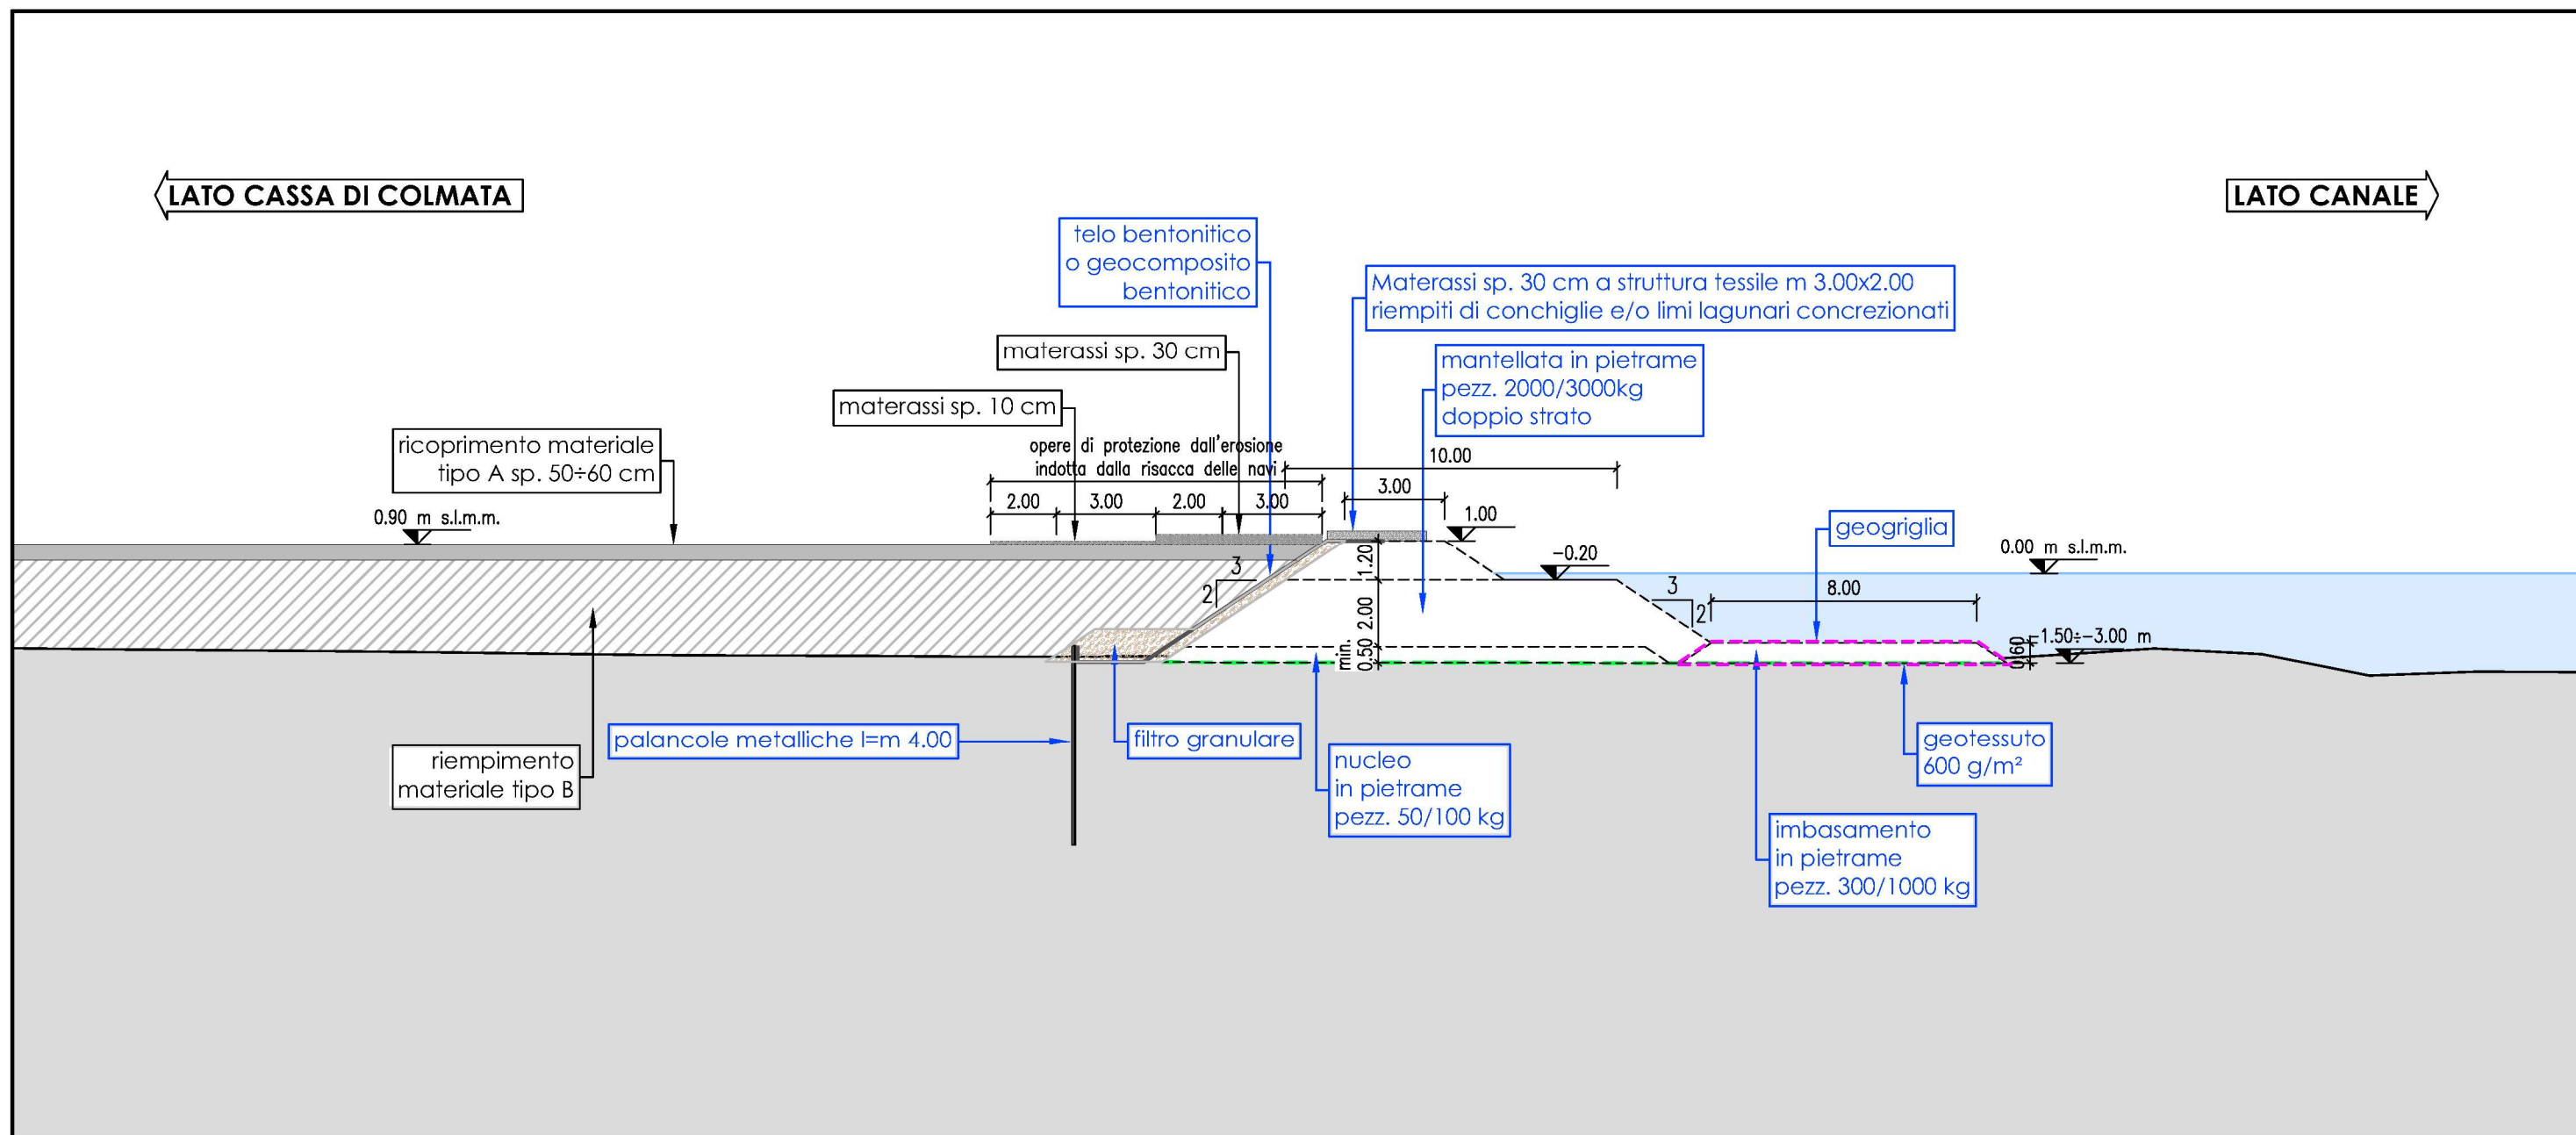 LATO CASSA DI COLMATA
LATO CANALE
telo bentonitico
o geocomposito
bentonitico
Materassi sp. 30 cm a struttura tessile m 3.00x2.00
riempiti di conchiglie e/o limi lagunari concrezionati
materassi sp. 30 cm
mantellata in pietrame
pezz. 2000/3000kg
doppio strato
materassi sp. 10 cm
ricoprimento materiale
tipo A sp. 50÷60 cm
opere di protezione dall'erosione
indotta dalla risacca delle navi
10.00
3.00
2.00
3.00
2.00
3.00
0.90 m s.l.m.m.
1.00
geogriglia
-0.20
0.00 m s.l.m.m.
1.20
3
2
3
2
8.00
2.00
min.
0.50
0.60
-1.50÷-3.00 m
palancole metalliche l=m 4.00
filtro granulare
riempimento
materiale tipo B
nucleo
in pietrame
pezz. 50/100 kg
geotessuto
600 g/m²
imbasamento
in pietrame
pezz. 300/1000 kg